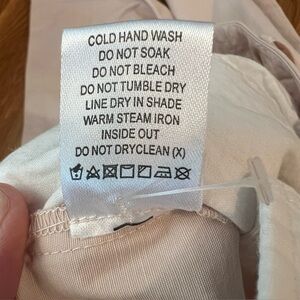 COLD HAND WASH
DO NOT SOAK
DO NOT BLEACH
DO NOT TUMBLE DRY
LINE DRY IN SHADE
WARM STEAM IRON
INSIDE OUT
DO NOT DRYCLEAN (X)